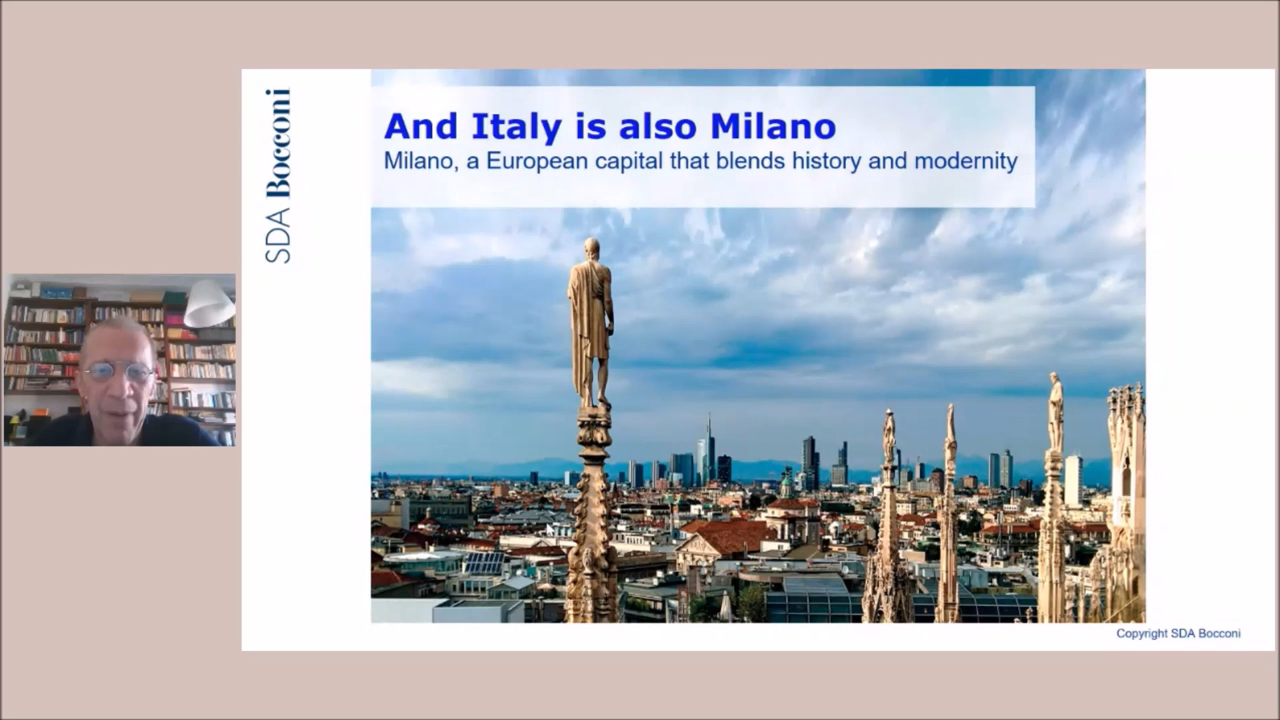 SDA Bocconi
And Italy is also Milano
Milano, a European capital that blends history and modernity
Copyright SDA Bocconi